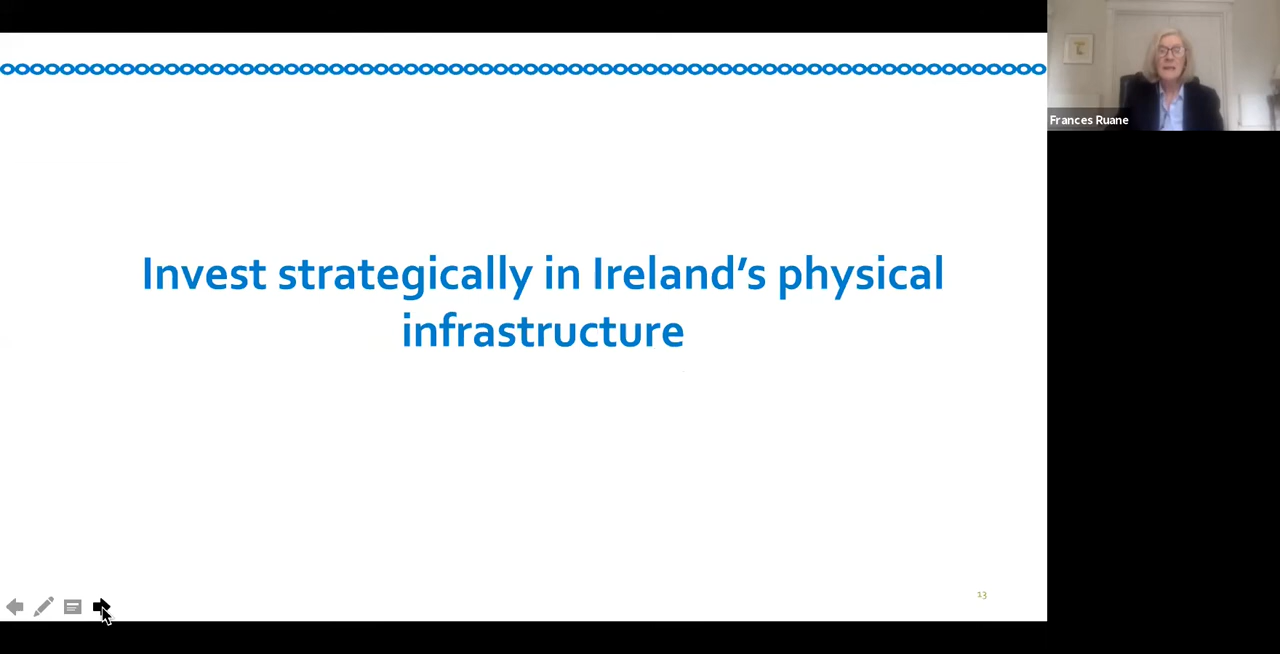 Frances Ruane
Invest strategically in Ireland’s physical
infrastructure
13